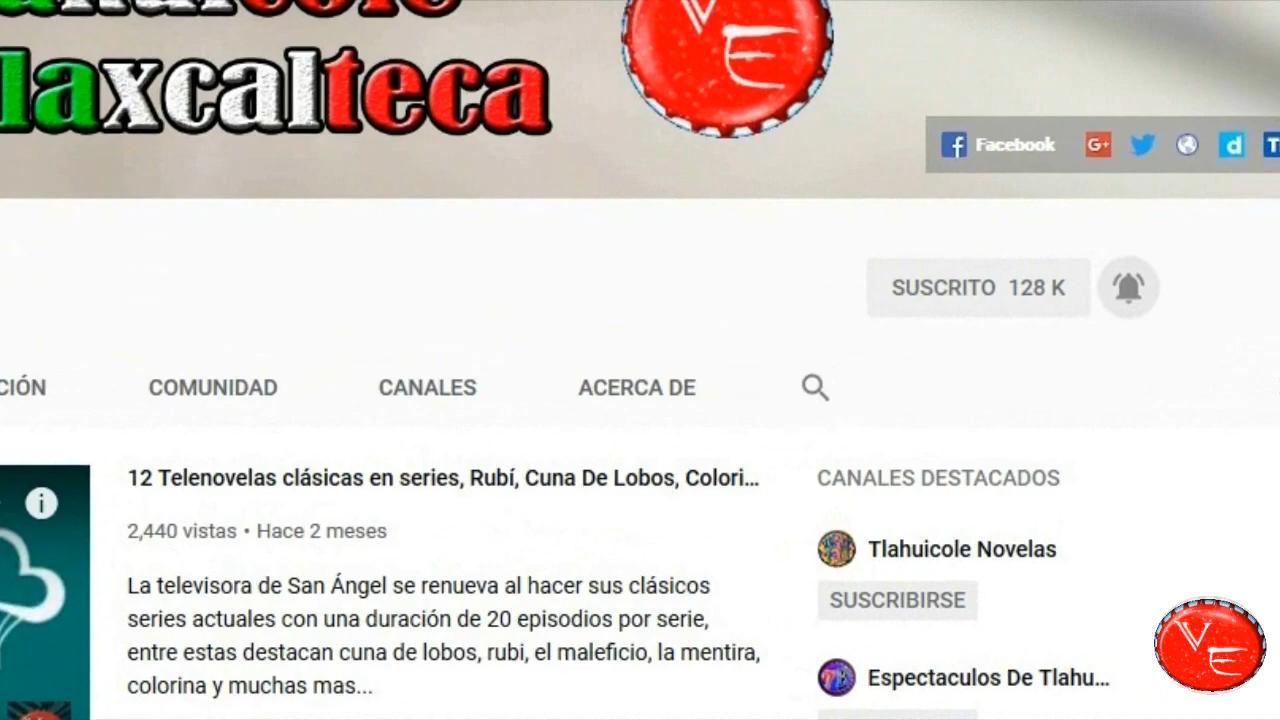 laxcalteca
VE
Facebook G+ d
SUSCRITO 128 K
CIÓN COMUNIDAD CANALES ACERCA DE
12 Telenovelas clásicas en series, Rubí, Cuna De Lobos, Colori...
CANALES DESTACADOS
i
2,440 vistas • Hace 2 meses
Tlahuicole Novelas
La televisora de San Ángel se renueva al hacer sus clásicos
series actuales con una duración de 20 episodios por serie,
entre estas destacan cuna de lobos, rubi, el maleficio, la mentira,
colorina y muchas mas...
SUSCRIBIRSE
Espectaculos De Tlahu...
VE